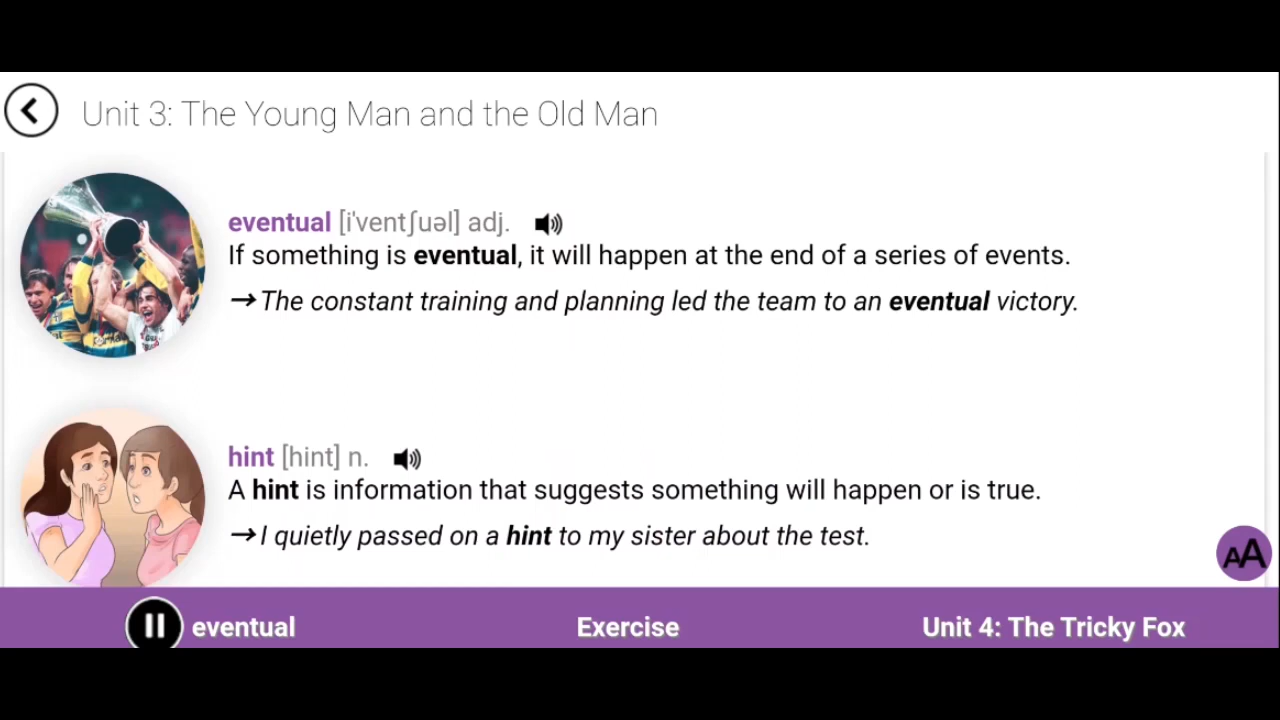 Unit 3: The Young Man and the Old Man
eventual [i'ventʃuəl] adj.
If something is eventual, it will happen at the end of a series of events.
→ The constant training and planning led the team to an eventual victory.
hint [hint] n.
A hint is information that suggests something will happen or is true.
→ I quietly passed on a hint to my sister about the test.
AA
eventual Exercise Unit 4: The Tricky Fox